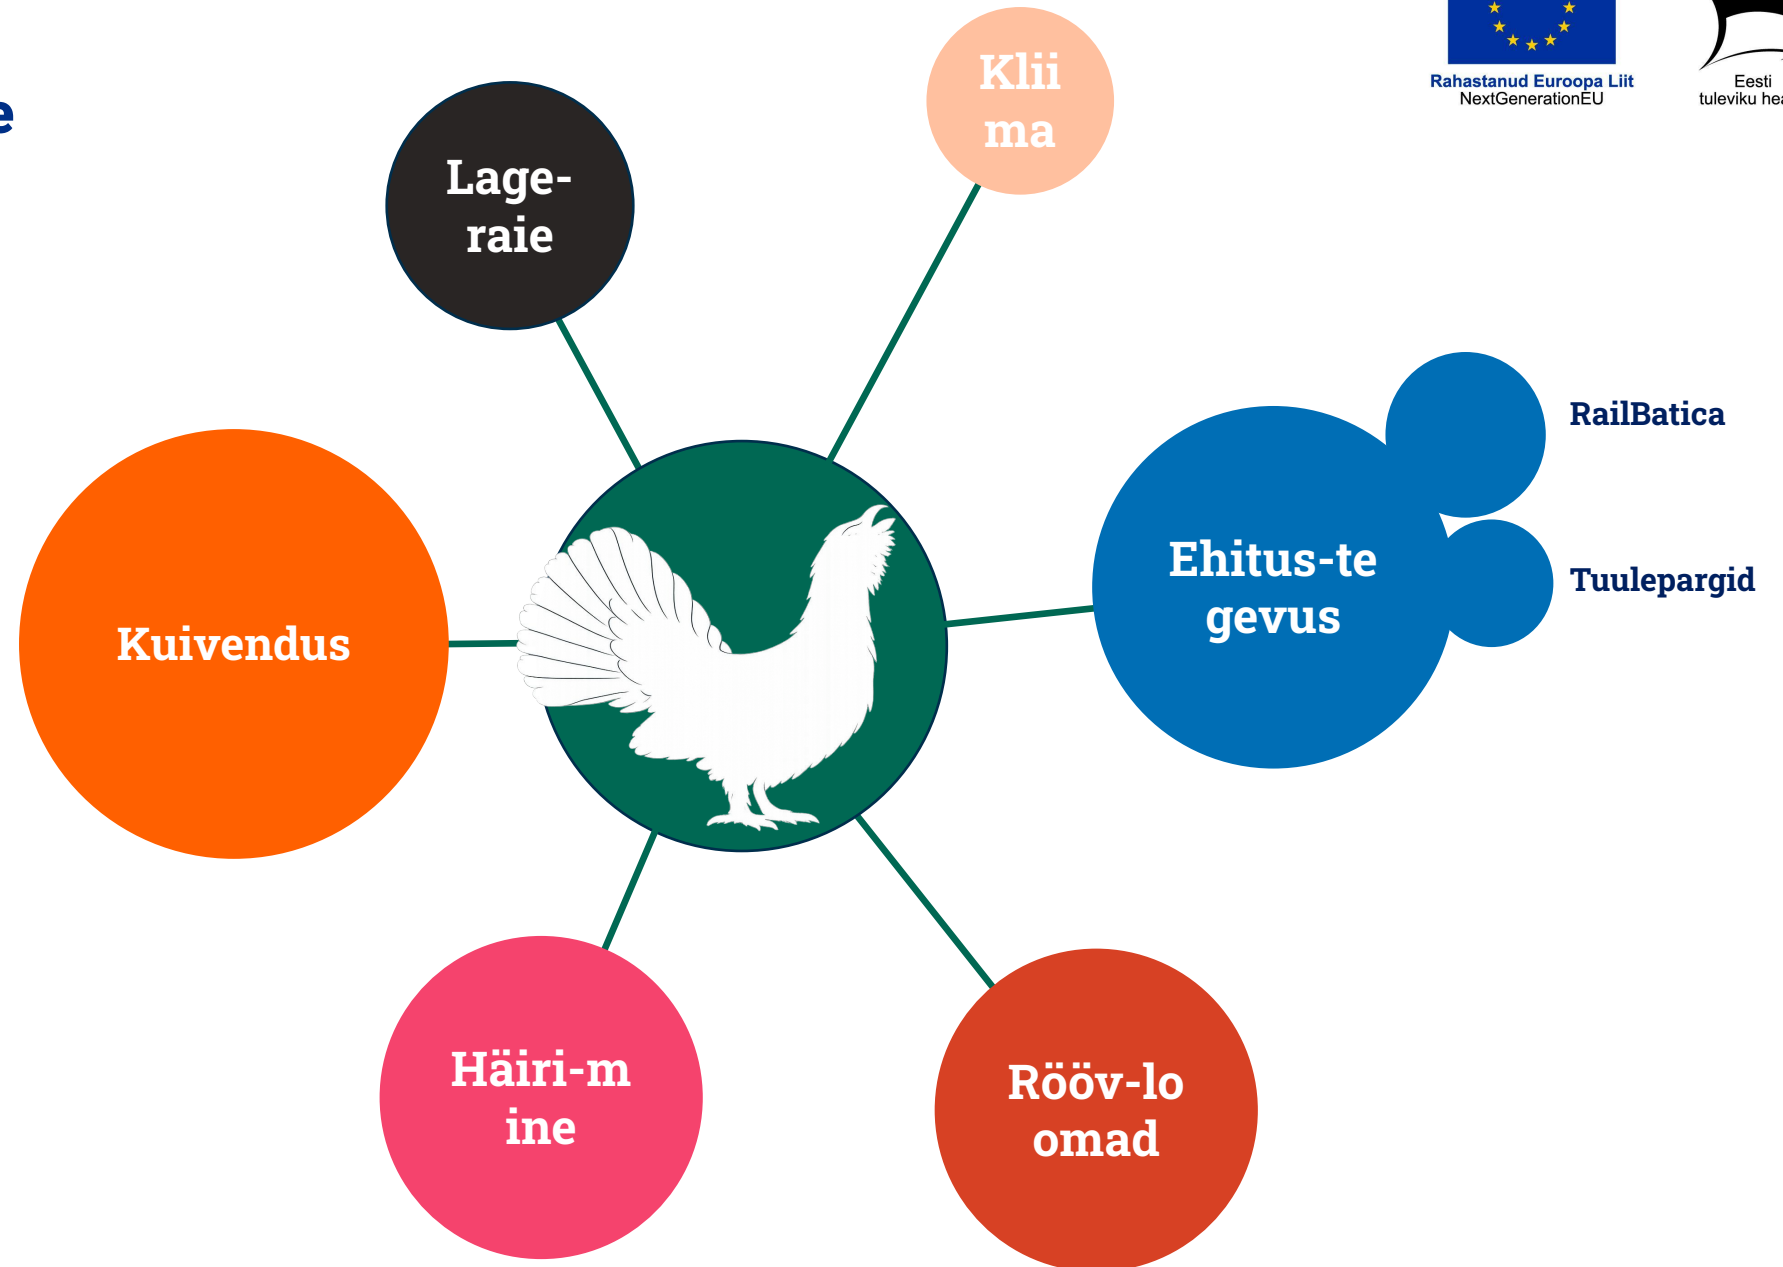 e
Klii
ma
Rahastanud Euroopa Liit
NextGenerationEU
Eesti
tuleviku
Lage-
raie
RailBatica
Ehitus-te
gevus
Tuulepargid
Kuivendus
Häiri-m
ine
Rööv-lo
omad